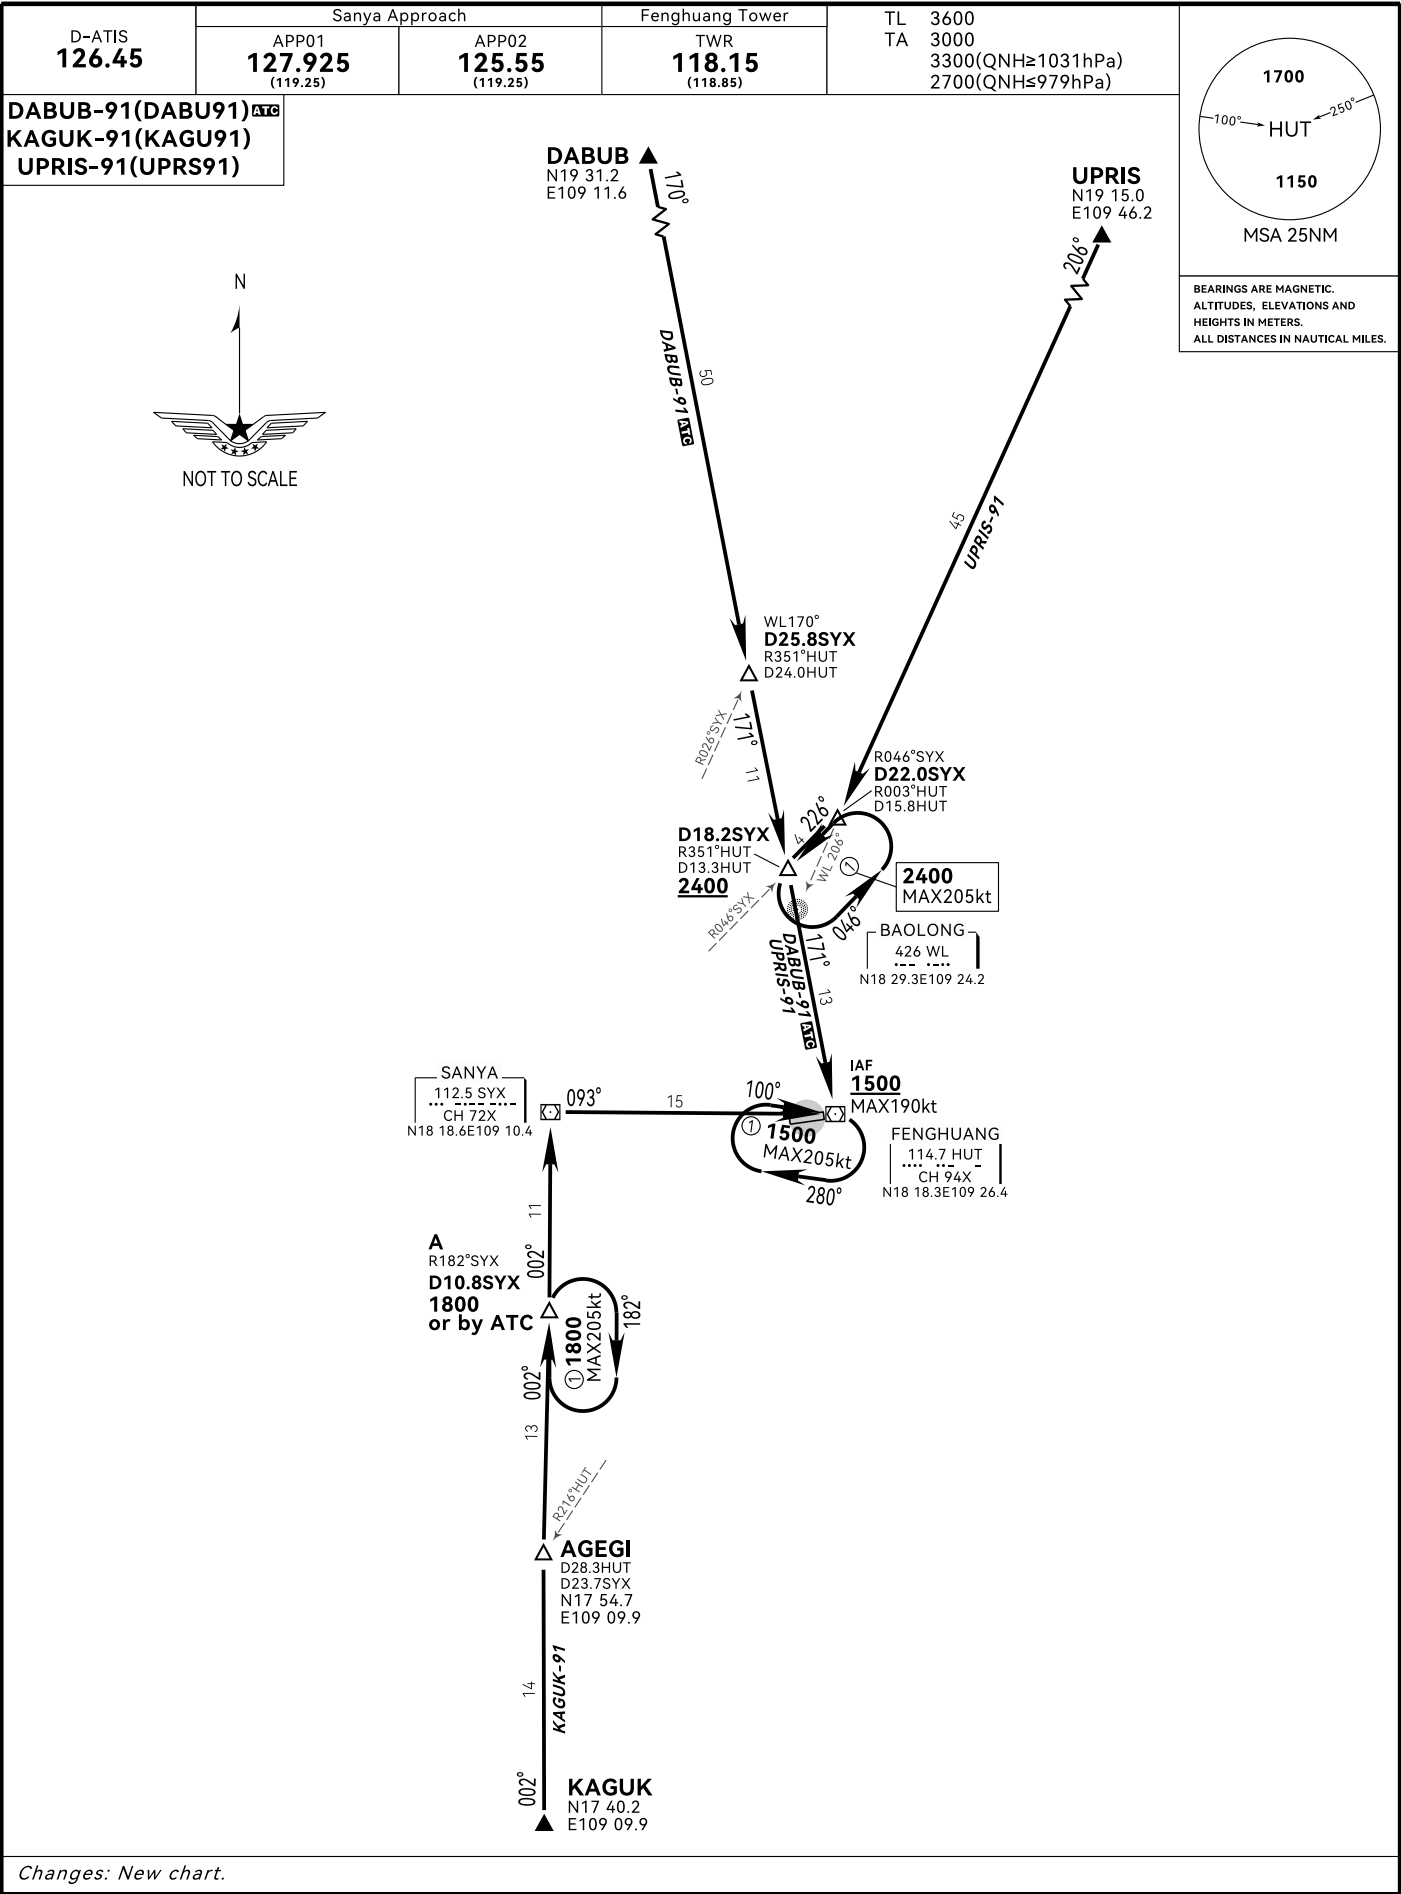 D-ATIS
126.45
Sanya Approach
APP01
127.925
(119.25)
APP02
125.55
(119.25)
Fenghuang Tower
TWR
118.15
(118.85)
TL 3600
TA 3000
3300(QNH≥1031hPa)
2700(QNH≤979hPa)
1700
100°
HUT
250°
1150
MSA 25NM
BEARINGS ARE MAGNETIC.
ALTITUDES, ELEVATIONS AND
HEIGHTS IN METERS.
ALL DISTANCES IN NAUTICAL MILES.
DABUB-91(DABU91) ATC
KAGUK-91(KAGU91)
UPRIS-91(UPRS91)
N
NOT TO SCALE
DABUB
N19 31.2
E109 11.6
170°
UPRIS
N19 15.0
E109 46.2
206°
DABUB-91 ATC
50
45
UPRIS-91
WL170°
D25.8SYX
R351°HUT
D24.0HUT
R026°SYX
171°
11
R046°SYX
D22.0SYX
R003°HUT
D15.8HUT
226°
4
WL 206°
D18.2SYX
R351°HUT
D13.3HUT
2400
R046°SYX
1
2400
MAX205kt
046°
BAOLONG
426 WL
N18 29.3E109 24.2
171°
13
DABUB-91 ATC
UPRIS-91
SANYA
112.5 SYX
CH 72X
N18 18.6E109 10.4
093°
15
100°
1
1500
MAX205kt
280°
IAF
1500
MAX190kt
FENGHUANG
114.7 HUT
CH 94X
N18 18.3E109 26.4
11
002°
A
R182°SYX
D10.8SYX
1800
or by ATC
1 1800
MAX205kt
182°
002°
13
R216°HUT
AGEGI
D28.3HUT
D23.7SYX
N17 54.7
E109 09.9
14
KAGUK-91
002°
KAGUK
N17 40.2
E109 09.9
Changes: New chart.